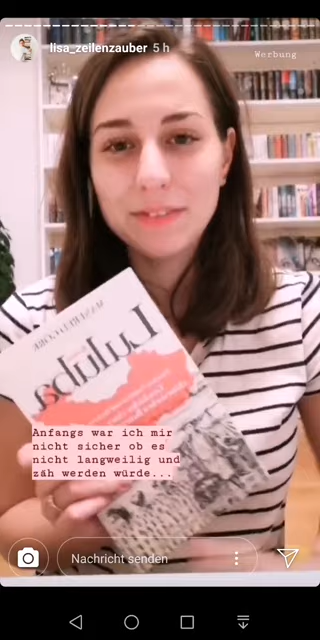 lisa_zeilenzauber 5 h
Werbung
Luluba
Anfangs war ich mir
nicht sicher ob es
nicht langweilig und
zäh werden würde...
Nachricht senden